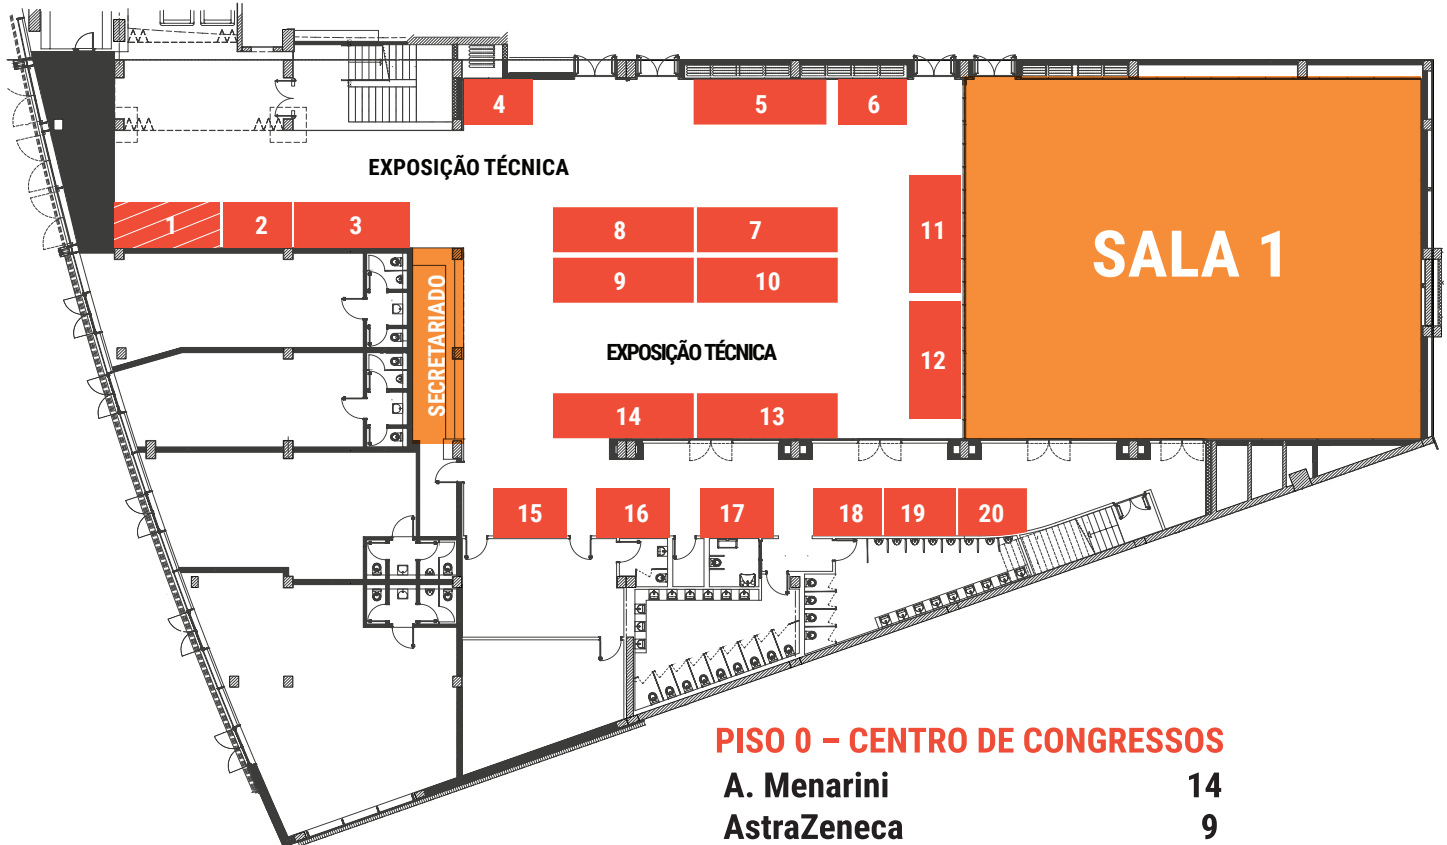 4
5
6
EXPOSIÇÃO TÉCNICA
1
2
3
8
7
11
SALA 1
9
10
SECRETARIADO
EXPOSIÇÃO TÉCNICA
12
14
13
15
16
17
18
19
20
PISO 0 – CENTRO DE CONGRESSOS
A. Menarini 14
AstraZeneca 9